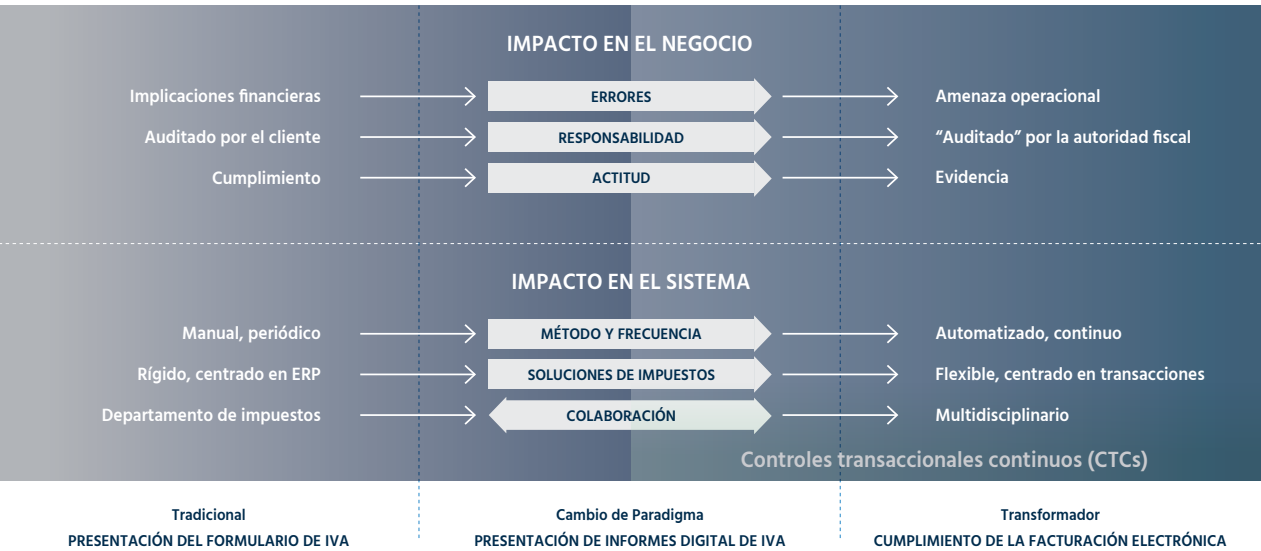 IMPACTO EN EL NEGOCIO
Implicaciones financieras
ERRORES
Amenaza operacional
Auditado por el cliente
RESPONSABILIDAD
“Auditado” por la autoridad fiscal
Cumplimiento
ACTITUD
Evidencia
IMPACTO EN EL SISTEMA
Manual, periódico
MÉTODO Y FRECUENCIA
Automatizado, continuo
Rígido, centrado en ERP
SOLUCIONES DE IMPUESTOS
Flexible, centrado en transacciones
Departamento de impuestos
COLABORACIÓN
Multidisciplinario
Controles transaccionales continuos (CTCs)
Tradicional
PRESENTACIÓN DEL FORMULARIO DE IVA
Cambio de Paradigma
PRESENTACIÓN DE INFORMES DIGITAL DE IVA
Transformador
CUMPLIMIENTO DE LA FACTURACIÓN ELECTRÓNICA